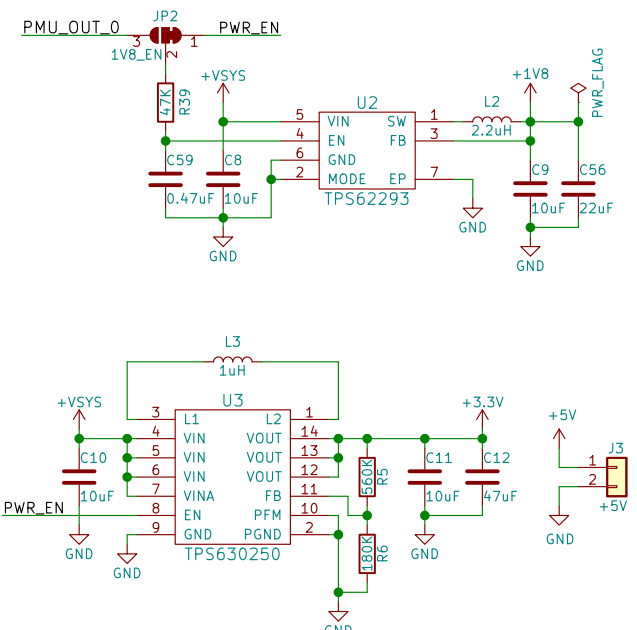 JP2
PMU_OUT_0 3 1 PWR_EN
1V8_EN 2
+VSYS
47K R39
U2
+1V8
PWR_FLAG
5 VIN SW 1 L2
2.2uH
4 EN FB 3
6 GND
2 MODE EP 7
TPS62293
C59
0.47uF
C8
10uF
C9
10uF
C56
22uF
GND
GND
GND
L3
1uH
+VSYS
U3
+3.3V
3 L1 L2 1
4 VIN VOUT 14
5 VIN VOUT 13
6 VIN VOUT 12
7 VINA FB 11
8 EN PFM 10
9 GND PGND 2
TPS630250
C10
10uF
PWR_EN
GND
GND
560K R5
180K R6
C11
10uF
C12
47uF
GND
GND
+5V
J3
1
2
+5V
GND